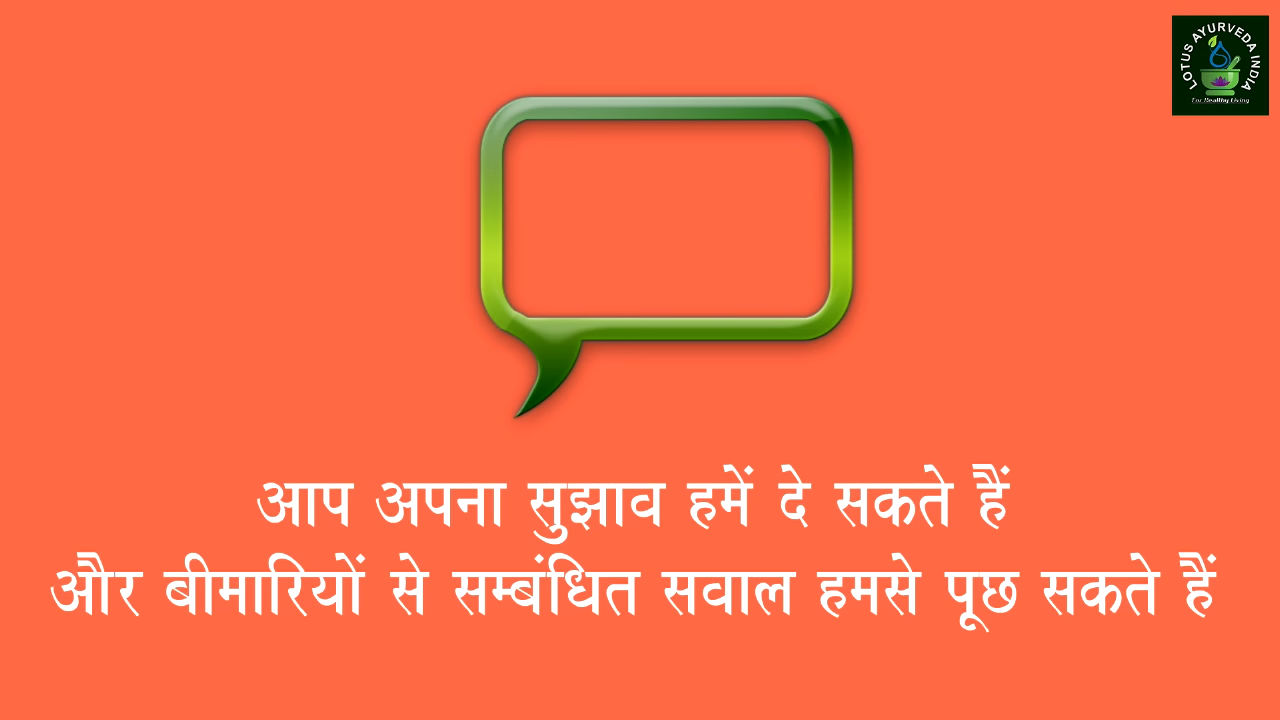 LOTUS AYURVEDA INDIA
For Healthy Living
आप अपना सुझाव हमें दे सकते हैं
और बीमारियों से सम्बंधित सवाल हमसे पूछ सकते हैं